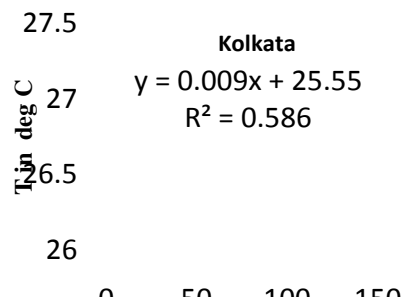 27.5
Kolkata
y = 0.009x + 25.55
R² = 0.586
27
T in deg C
26.5
26
0 50 100 150